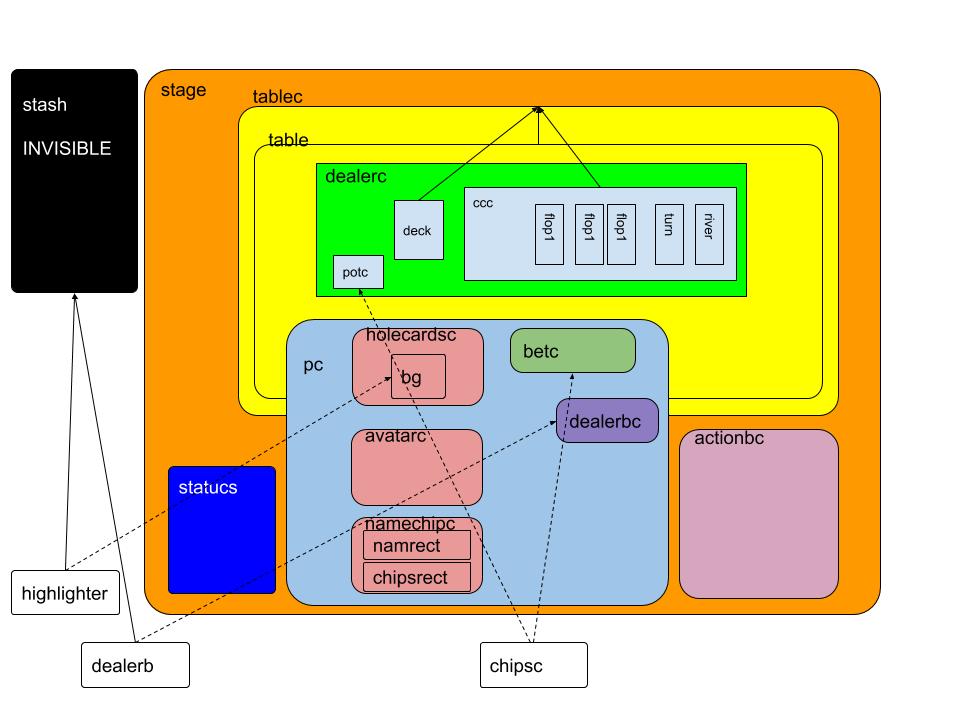 stash
INVISIBLE
stage
tablec
table
dealerc
deck
potc
ccc
flop1
flop1
flop1
turn
river
pc
holecardsc
bg
betc
dealerbc
avatarc
actionbc
statucs
namechipc
namrect
chipsrect
highlighter
dealerb
chipsc